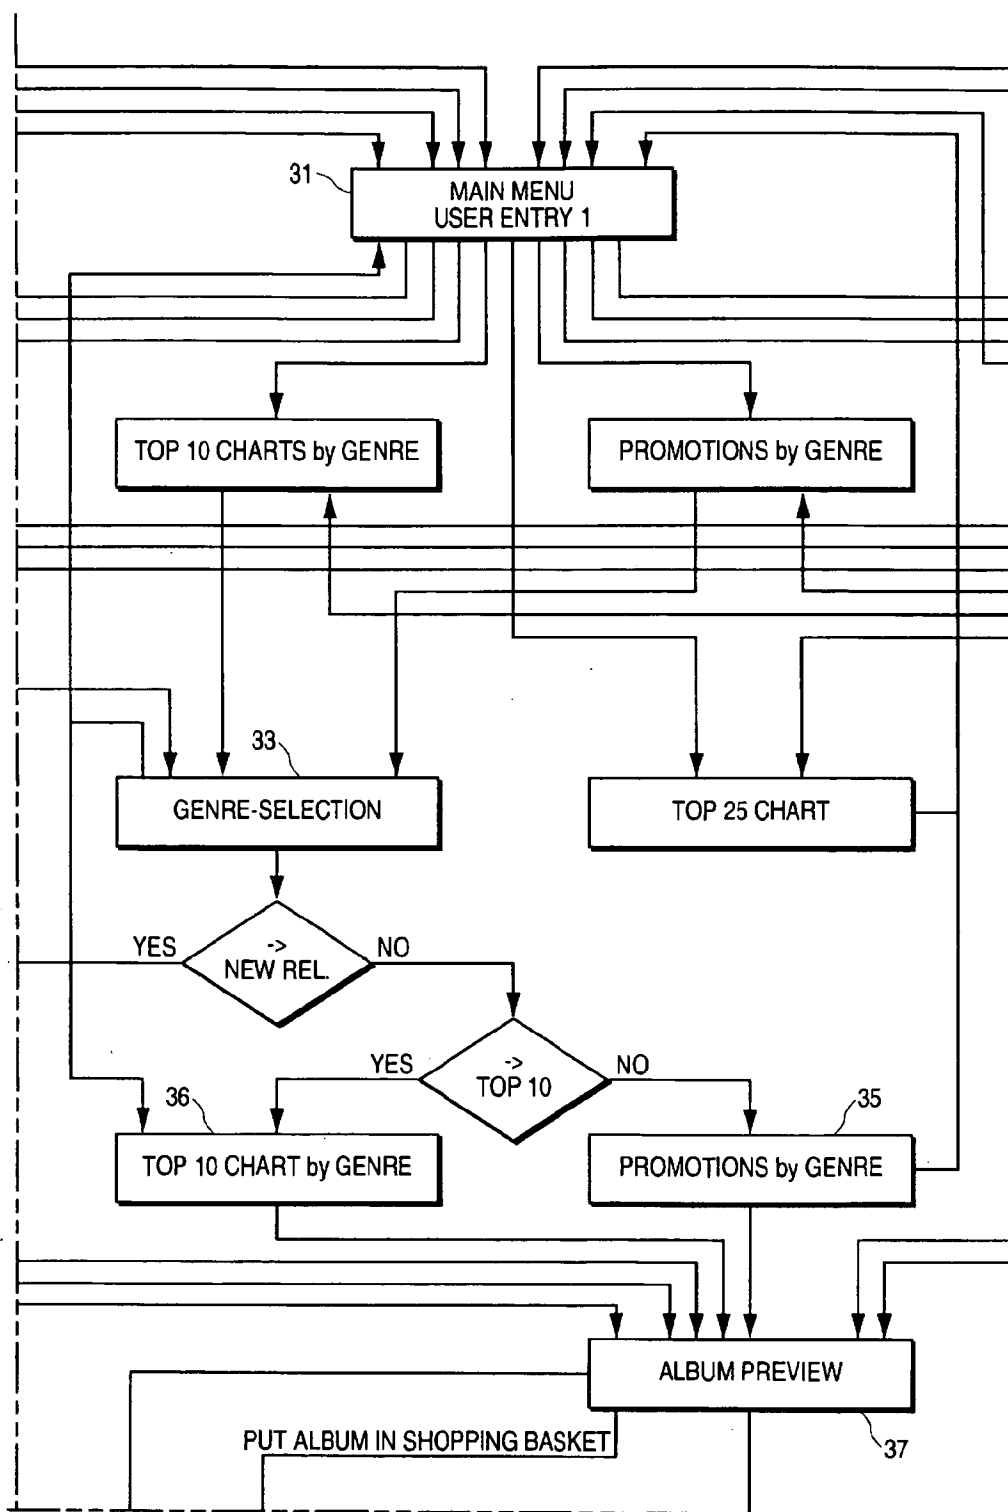 31
MAIN MENU
USER ENTRY 1
TOP 10 CHARTS by GENRE
PROMOTIONS by GENRE
33
GENRE-SELECTION
TOP 25 CHART
YES
->
NEW REL.
NO
YES
->
TOP 10
NO
36
35
TOP 10 CHART by GENRE
PROMOTIONS by GENRE
ALBUM PREVIEW
PUT ALBUM IN SHOPPING BASKET
37